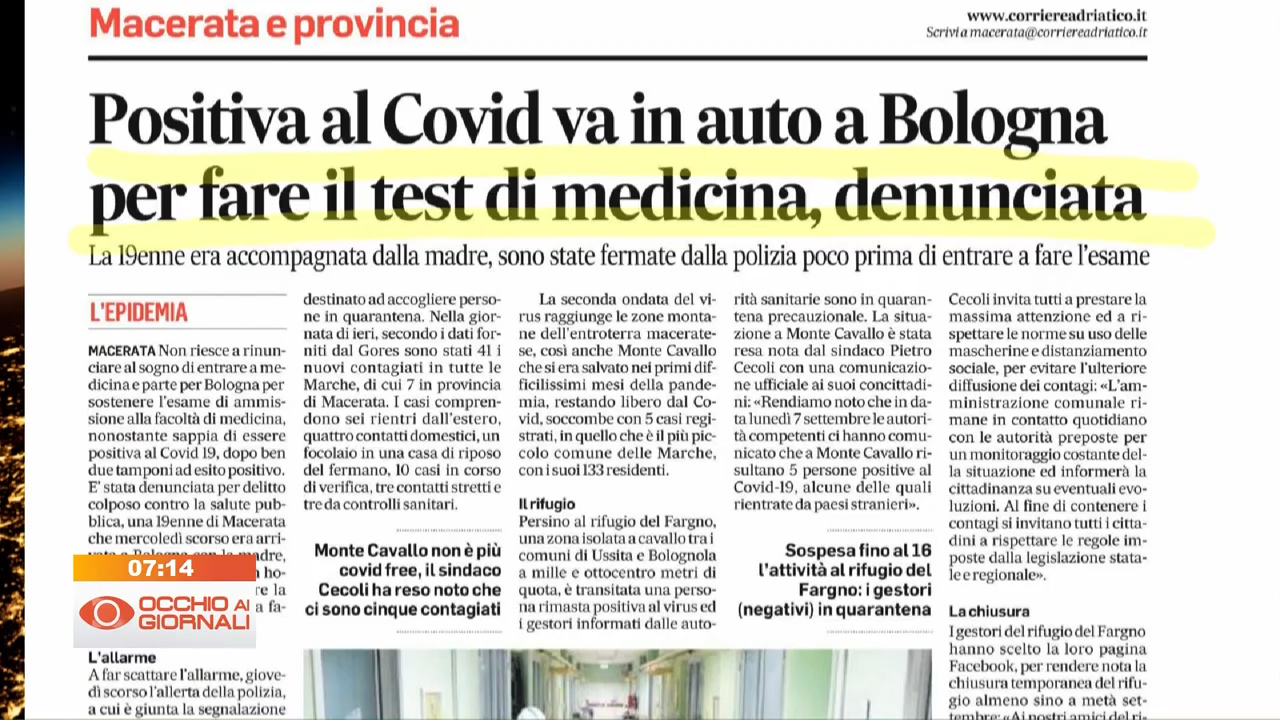 Macerata e provincia
www.corriereadriatico.it
Scrivi a macerata@corriereadriatico.it
Positiva al Covid va in auto a Bologna
per fare il test di medicina, denunciata
La 19enne era accompagnata dalla madre, sono state fermate dalla polizia poco prima di entrare a fare l'esame
L'EPIDEMIA
MACERATA Non riesce a rinun-
ciare al sogno di entrare a me-
dicina e parte per Bologna per
sostenere l'esame di ammis-
sione alla facoltà di medicina,
nonostante sappia di essere
positiva al Covid 19, dopo ben
due tamponi ad esito positivo.
E' stata denunciata per delitto
colposo contro la salute pub-
blica, una 19enne di Macerata
che mercoledì scorso era arri-
vata a Bologna con la madre,
ho-
re la
a fa-
L'allarme
A far scattare l'allarme, giove-
dì scorso l'allerta della polizia,
a cui è giunta la segnalazione
destinato ad accogliere perso-
ne in quarantena. Nella gior-
nata di ieri, secondo i dati for-
niti dal Gores sono stati 41 i
nuovi contagiati in tutte le
Marche, di cui 7 in provincia
di Macerata. I casi compren-
dono sei rientri dall'estero,
quattro contatti domestici, un
focolaio in una casa di riposo
del fermano, 10 casi in corso
di verifica, tre contatti stretti e
tre da controlli sanitari.
Monte Cavallo non è più
covid free, il sindaco
Cecoli ha reso noto che
ci sono cinque contagiati
La seconda ondata del vi-
rus raggiunge le zone monta-
ne dell'entroterra macerate-
se, così anche Monte Cavallo
che si era salvato nei primi dif-
ficilissimi mesi della pande-
mia, restando libero dal Co-
vid, soccombe con 5 casi regi-
strati, in quello che è il più pic-
colo comune delle Marche,
con i suoi 133 residenti.
Il rifugio
Persino al rifugio del Fargno,
una zona isolata a cavallo tra i
comuni di Ussita e Bolognola
a mille e ottocento metri di
quota, è transitata una perso-
na rimasta positiva al virus ed
i gestori informati dalle auto-
rità sanitarie sono in quaran-
tena precauzionale. La situa-
zione a Monte Cavallo è stata
resa nota dal sindaco Pietro
Cecoli con una comunicazio-
ne ufficiale ai suoi concittadi-
ni: «Rendiamo noto che in da-
ta lunedì 7 settembre le autori-
tà competenti ci hanno comu-
nicato che a Monte Cavallo ri-
sultano 5 persone positive al
Covid-19, alcune delle quali
rientrate da paesi stranieri».
Sospesa fino al 16
l'attività al rifugio del
Fargno: i gestori
(negativi) in quarantena
Cecoli invita tutti a prestare la
massima attenzione ed a ri-
spettare le norme su uso delle
mascherine e distanziamento
sociale, per evitare l'ulteriore
diffusione dei contagi: «L'am-
ministrazione comunale ri-
mane in contatto quotidiano
con le autorità preposte per
un monitoraggio costante del-
la situazione ed informerà la
cittadinanza su eventuali evo-
luzioni. Al fine di contenere i
contagi si invitano tutti i citta-
dini a rispettare le regole im-
poste dalla legislazione stata-
le e regionale».
La chiusura
I gestori del rifugio del Fargno
hanno scelto la loro pagina
Facebook, per rendere nota la
chiusura temporanea del rifu-
gio almeno sino a metà set-
tembre: «Ai nostri amici del ri-
07:14
OCCHIO AI
GIORNALI